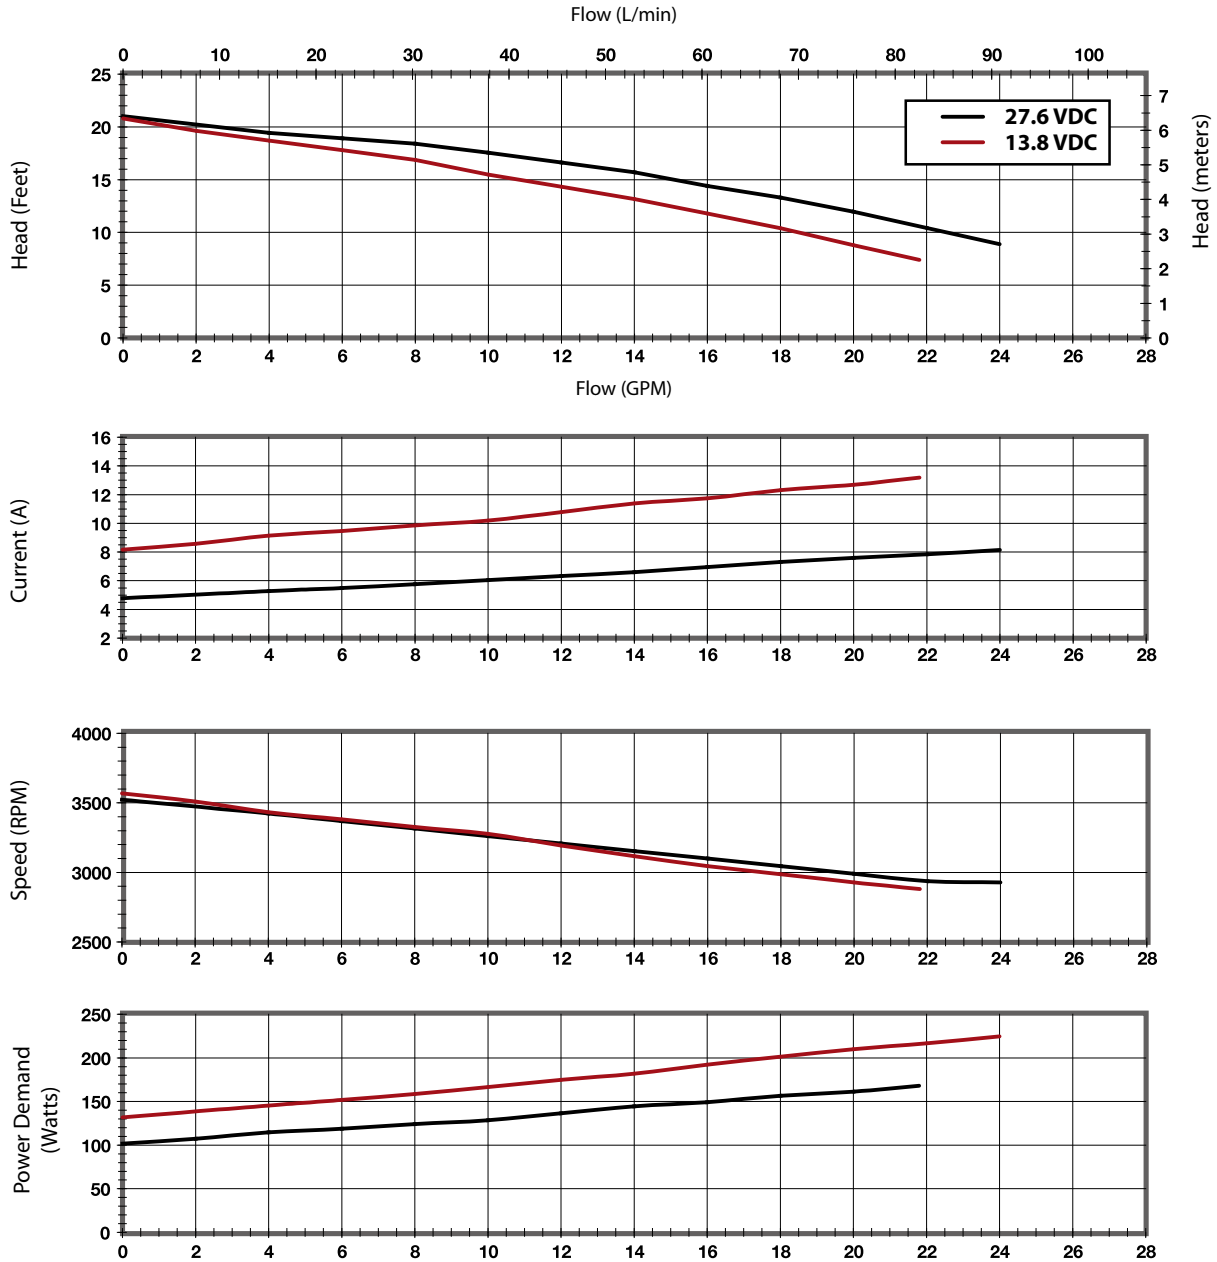 Flow (L/min)
0 10 20 30 40 50 60 70 80 90 100
25
20
15
10
5
0
Head (Feet)
27.6 VDC
13.8 VDC
7
6
5
4
3
2
1
0
Head (meters)
0 2 4 6 8 10 12 14 16 18 20 22 24 26 28
Flow (GPM)
16
14
12
10
8
6
4
2
Current (A)
0 2 4 6 8 10 12 14 16 18 20 22 24 26 28
4000
3500
3000
2500
Speed (RPM)
0 2 4 6 8 10 12 14 16 18 20 22 24 26 28
250
200
150
100
50
0
Power Demand
(Watts)
0 2 4 6 8 10 12 14 16 18 20 22 24 26 28